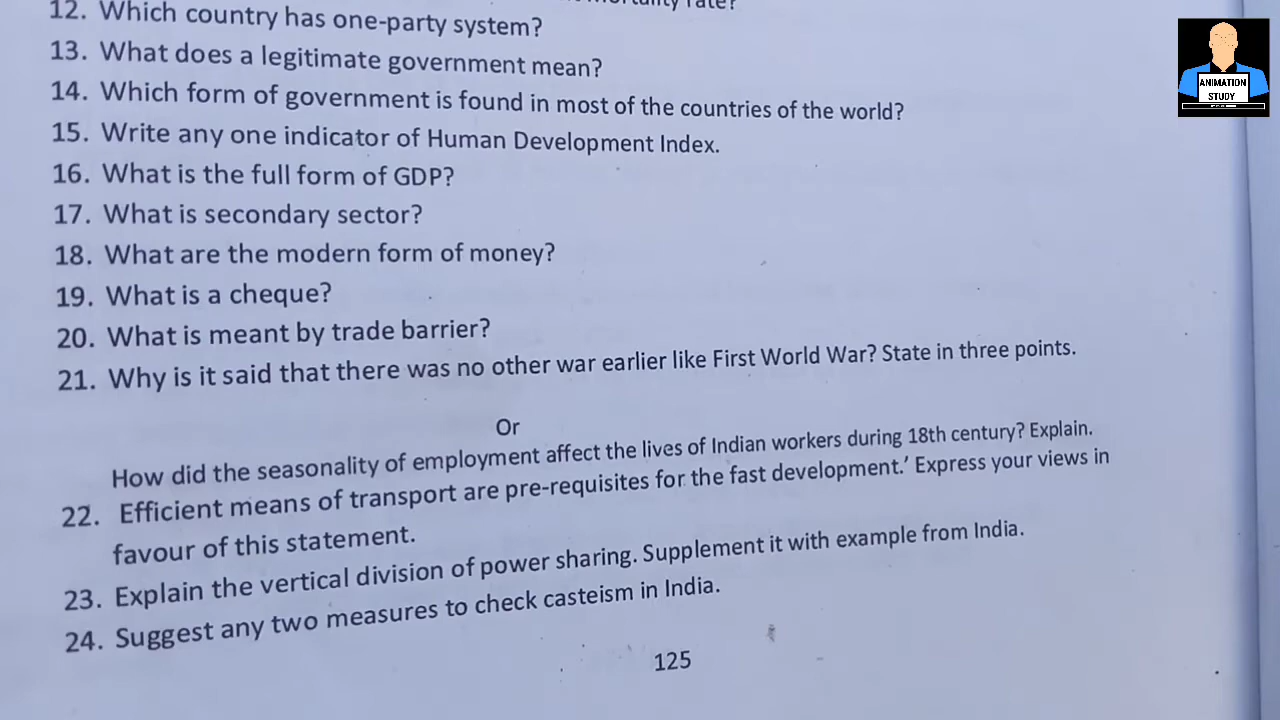 rate?
12. Which country has one-party system?
13. What does a legitimate government mean?
14. Which form of government is found in most of the countries of the world?
15. Write any one indicator of Human Development Index.
16. What is the full form of GDP?
17. What is secondary sector?
18. What are the modern form of money?
19. What is a cheque?
20. What is meant by trade barrier?
21. Why is it said that there was no other war earlier like First World War? State in three points.
Or
How did the seasonality of employment affect the lives of Indian workers during 18th century? Explain.
22. Efficient means of transport are pre-requisites for the fast development.’ Express your views in
favour of this statement.
23. Explain the vertical division of power sharing. Supplement it with example from India.
24. Suggest any two measures to check casteism in India.
125
ANIMATION
STUDY